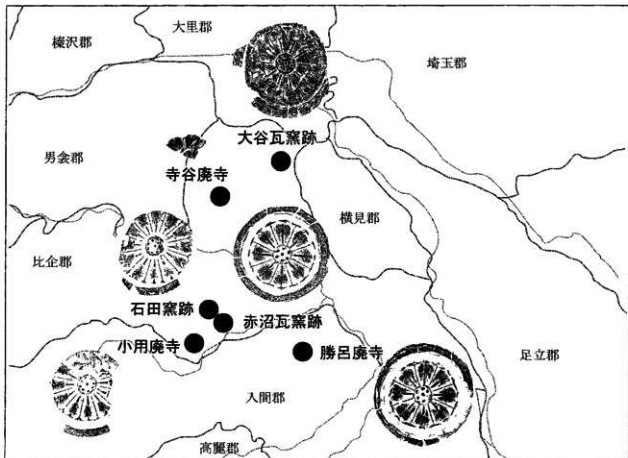 榛沢郡
大里郡
埼玉郡
大谷瓦窯跡
男衾郡
寺谷廃寺
横見郡
比企郡
石田窯跡
赤沼瓦窯跡
小用廃寺
勝呂廃寺
足立郡
入間郡
高麗郡